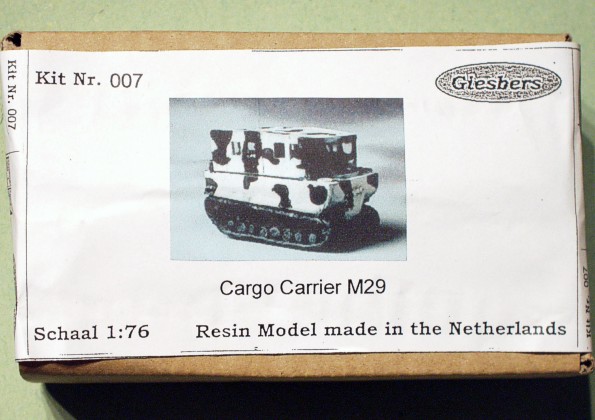 Kit Nr. 007
Giesbers
Kit Nr. 007
Cargo Carrier M29
Schaal 1:76
Resin Model made in the Netherlands